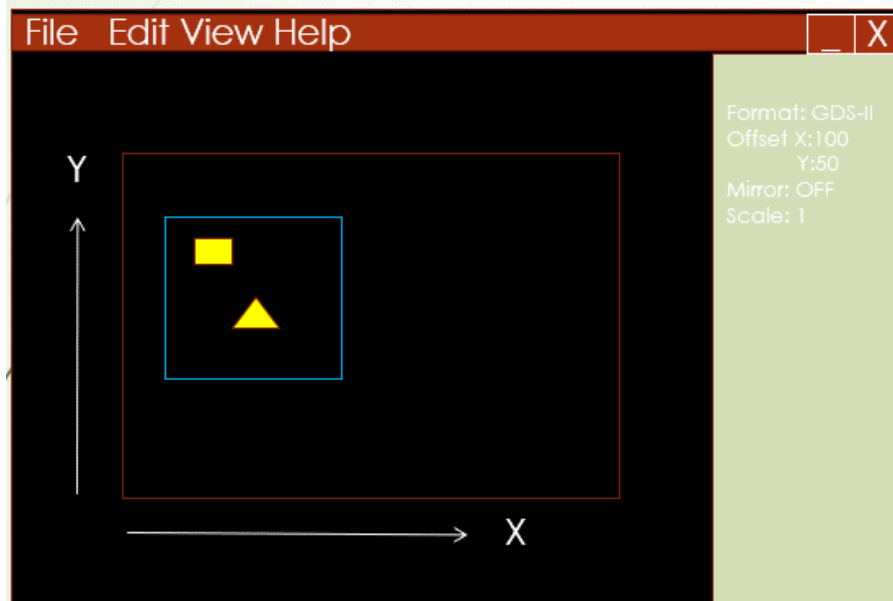 File Edit View Help _ X
Format: GDS-II
Offset X:100
Y:50
Mirror: OFF
Scale: 1
Y
X